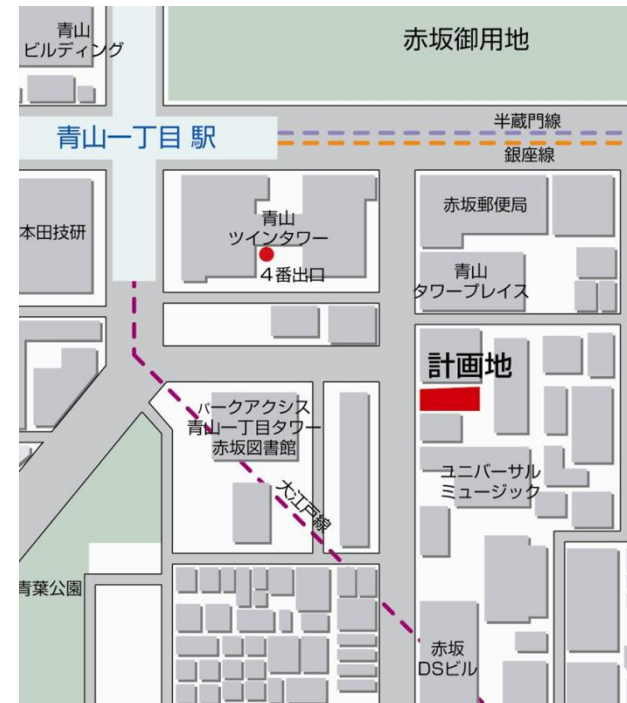 青山
ビルディング
赤坂御用地
半蔵門線
青山一丁目 駅
銀座線
本田技研
青山
ツインタワー
4番出口
赤坂郵便局
青山
タワープレイス
計画地
パークアクシス
青山一丁目タワー
赤坂図書館
ユニバーサル
ミュージック
大江戸線
青葉公園
赤坂
DSビル